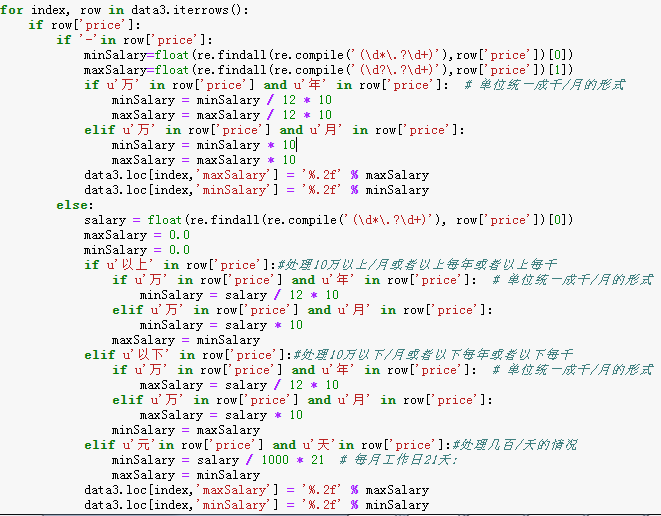 for index, row in data3.iterrows():
    if row['price']:
        if '-'in row['price']:
            minSalary=float(re.findall(re.compile('(\d*\.?\d+)'),row['price'])[0])
            maxSalary=float(re.findall(re.compile('(\d?\.?\d+)'),row['price'])[1])
            if u'万' in row['price'] and u'年' in row['price']:  # 单位统一成千/月的形式
                minSalary = minSalary / 12 * 10
                maxSalary = maxSalary / 12 * 10
            elif u'万' in row['price'] and u'月' in row['price']:
                minSalary = minSalary * 10
                maxSalary = maxSalary * 10
            data3.loc[index,'maxSalary'] = '%.2f' % maxSalary
            data3.loc[index,'minSalary'] = '%.2f' % minSalary
        else:
            salary = float(re.findall(re.compile('(\d*\.?\d+)'), row['price'])[0])
            maxSalary = 0.0
            minSalary = 0.0
            if u'以上' in row['price']:#处理10万以上/月或者以上每年或者以上每千
                if u'万' in row['price'] and u'年' in row['price']:  # 单位统一成千/月的形式
                    minSalary = salary / 12 * 10
                elif u'万' in row['price'] and u'月' in row['price']:
                    minSalary = salary * 10
                maxSalary = minSalary
            elif u'以下' in row['price']:#处理10万以下/月或者以下每年或者以下每千
                if u'万' in row['price'] and u'年' in row['price']:  # 单位统一成千/月的形式
                    maxSalary = salary / 12 * 10
                elif u'万' in row['price'] and u'月' in row['price']:
                    maxSalary = salary * 10
                minSalary = maxSalary
            elif u'元'in row['price'] and u'天'in row['price']:#处理几百/天的情况
                minSalary = salary / 1000 * 21  # 每月工作日21天;
                maxSalary = minSalary
            data3.loc[index,'maxSalary'] = '%.2f' % maxSalary
            data3.loc[index,'minSalary'] = '%.2f' % minSalary